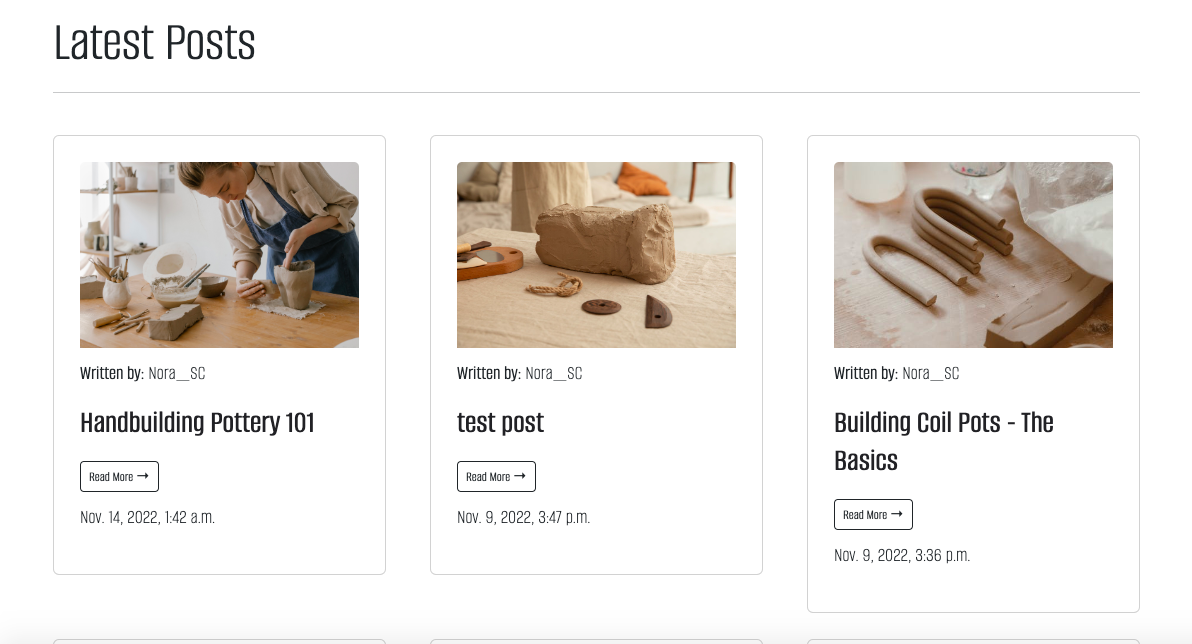 Latest Posts
Written by: Nora__SC
Handbuilding Pottery 101
Read More →
Nov. 14, 2022, 1:42 a.m.
Written by: Nora__SC
test post
Read More →
Nov. 9, 2022, 3:47 p.m.
Written by: Nora__SC
Building Coil Pots - The
Basics
Read More →
Nov. 9, 2022, 3:36 p.m.